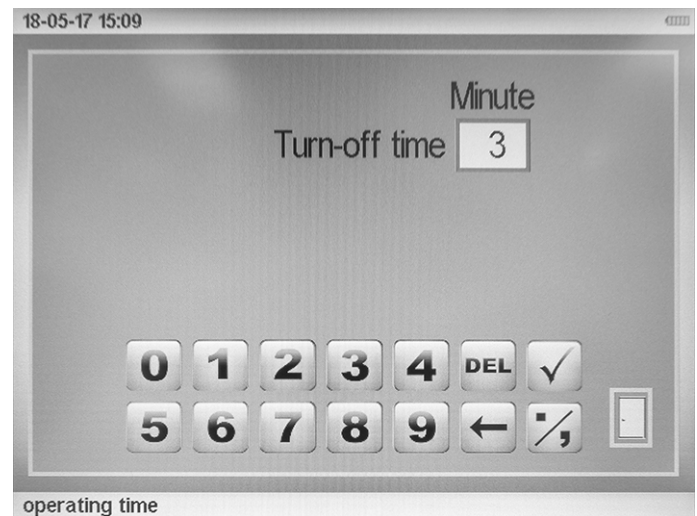 18-05-17 15:09
Minute
Turn-off time 3
0 1 2 3 4 DEL
5 6 7 8 9
operating time